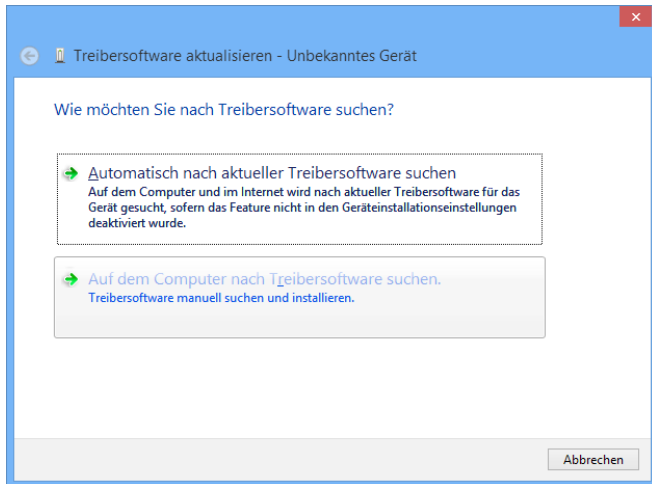 Treibersoftware aktualisieren - Unbekanntes Gerät
Wie möchten Sie nach Treibersoftware suchen?
Automatisch nach aktueller Treibersoftware suchen
Auf dem Computer und im Internet wird nach aktueller Treibersoftware für das
Gerät gesucht, sofern das Feature nicht in den Geräteinstallationseinstellungen
deaktiviert wurde.
Auf dem Computer nach Treibersoftware suchen.
Treibersoftware manuell suchen und installieren.
Abbrechen